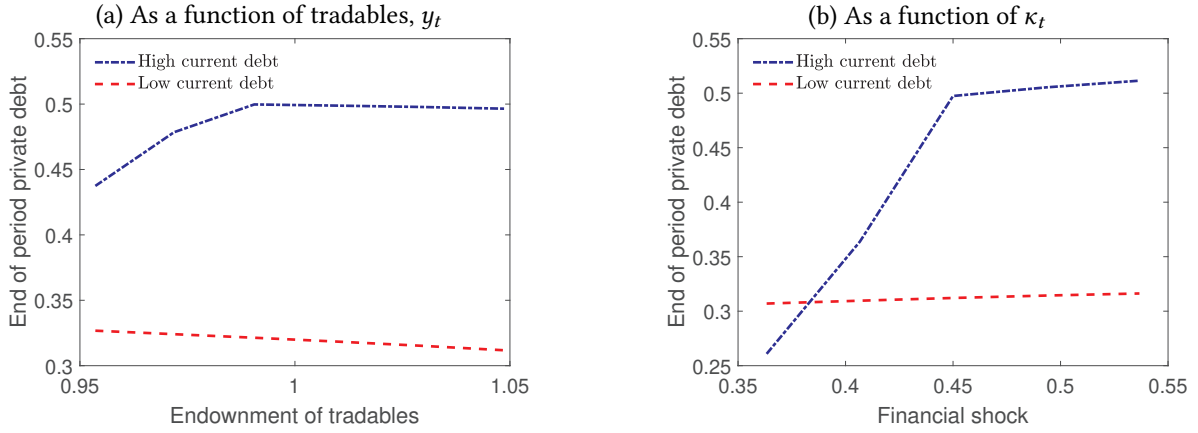 (a) As a function of tradables, y_t
0.55
0.5
0.45
0.4
0.35
0.3
End of period private debt
High current debt
Low current debt
0.95
1
1.05
Endownment of tradables
(b) As a function of κ_t
0.55
0.5
0.45
0.4
0.35
0.3
0.25
End of period private debt
High current debt
Low current debt
0.35
0.4
0.45
0.5
0.55
Financial shock